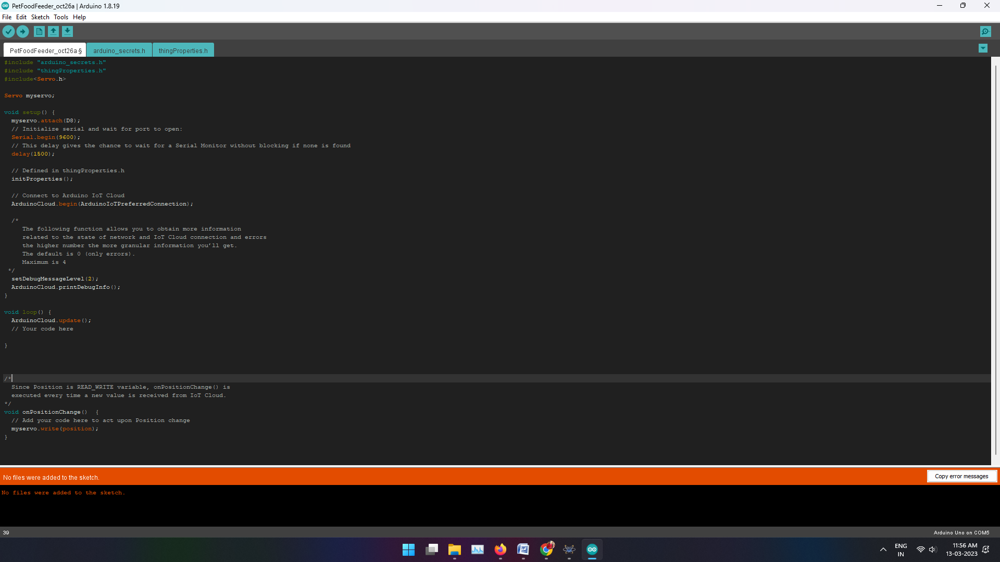 PetFoodFeeder_oct26a | Arduino 1.8.19
File Edit Sketch Tools Help
PetFoodFeeder_oct26a § arduino_secrets.h thingProperties.h
#include "arduino_secrets.h"
#include "thingProperties.h"
#include<Servo.h>
Servo myservo;
void setup() {
myservo.attach(D8);
// Initialize serial and wait for port to open:
Serial.begin(9600);
// This delay gives the chance to wait for a Serial Monitor without blocking if none is found
delay(1500);
// Defined in thingProperties.h
initProperties();
// Connect to Arduino IoT Cloud
ArduinoCloud.begin(ArduinoIoTPreferredConnection);
/*
The following function allows you to obtain more information
related to the state of network and IoT Cloud connection and errors
the higher number the more granular information you’ll get.
The default is 0 (only errors).
Maximum is 4
*/
setDebugMessageLevel(2);
ArduinoCloud.printDebugInfo();
}
void loop() {
ArduinoCloud.update();
// Your code here
}
/*
Since Position is READ_WRITE variable, onPositionChange() is
executed every time a new value is received from IoT Cloud.
*/
void onPositionChange()  {
// Add your code here to act upon Position change
myservo.write(position);
}
No files were added to the sketch.
Copy error messages
No files were added to the sketch.
39
Arduino Uno on COM5
ENG
IN
11:56 AM
13-03-2023